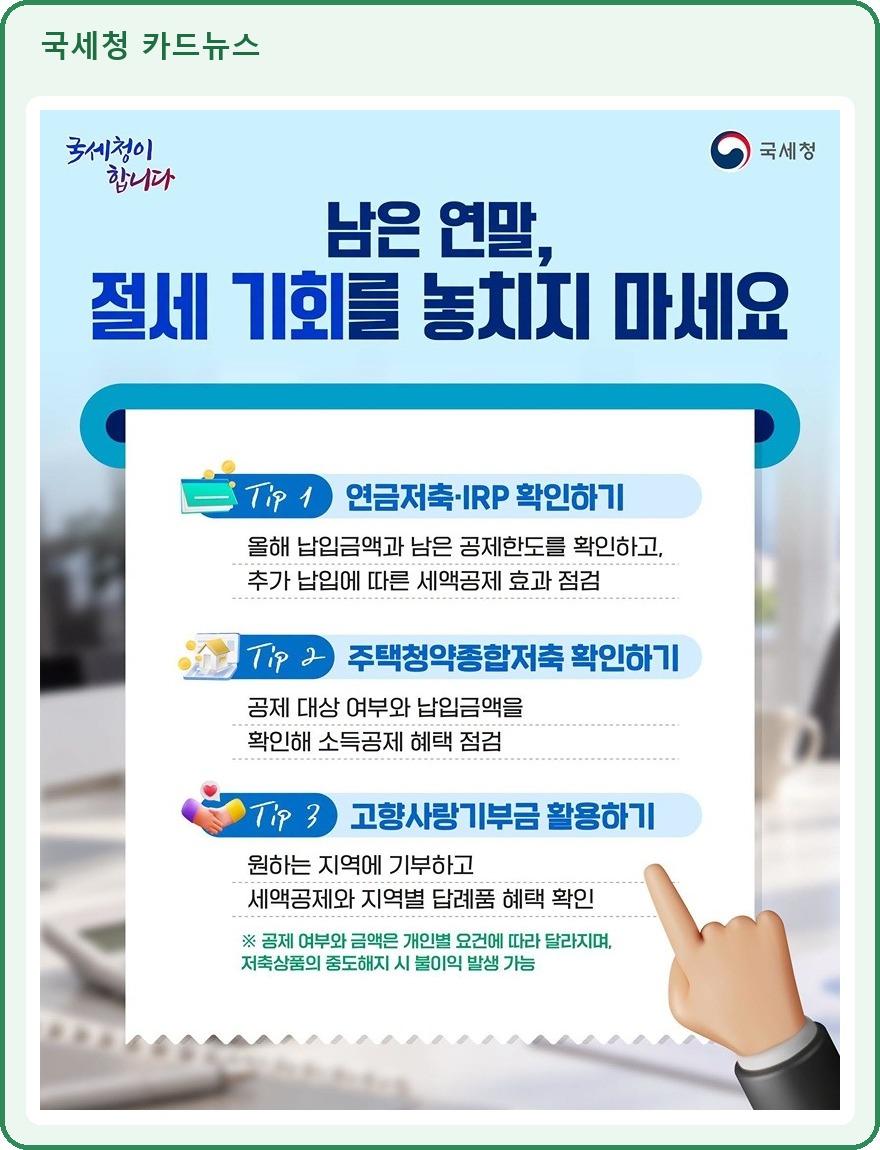 국세청 카드뉴스
국세청이
합니다
국세청
남은 연말,
절세 기회를 놓치지 마세요
Tip 1 연금저축·IRP 확인하기
올해 납입금액과 남은 공제한도를 확인하고,
추가 납입에 따른 세액공제 효과 점검
Tip 2 주택청약종합저축 확인하기
공제 대상 여부와 납입금액을
확인해 소득공제 혜택 점검
Tip 3 고향사랑기부금 활용하기
원하는 지역에 기부하고
세액공제와 지역별 답례품 혜택 확인
※ 공제 여부와 금액은 개인별 요건에 따라 달라지며,
저축상품의 중도해지 시 불이익 발생 가능